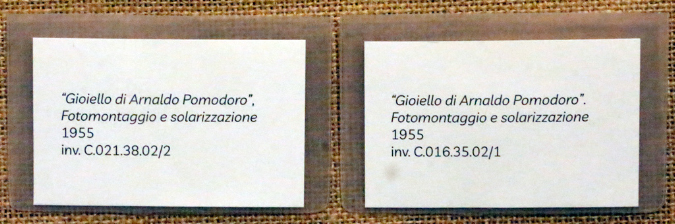 “Gioiello di Arnaldo Pomodoro”,
Fotomontaggio e solarizzazione
1955
inv. C.021.38.02/2
“Gioiello di Arnaldo Pomodoro”.
Fotomontaggio e solarizzazione
1955
inv. C.016.35.02/1